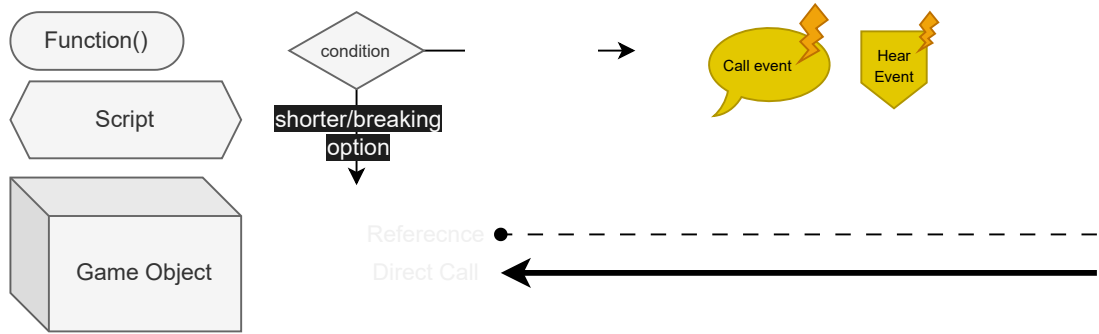 Function()
condition
Call event
Hear
Event
Script
shorter/breaking
option
Referecnce
Game Object
Direct Call